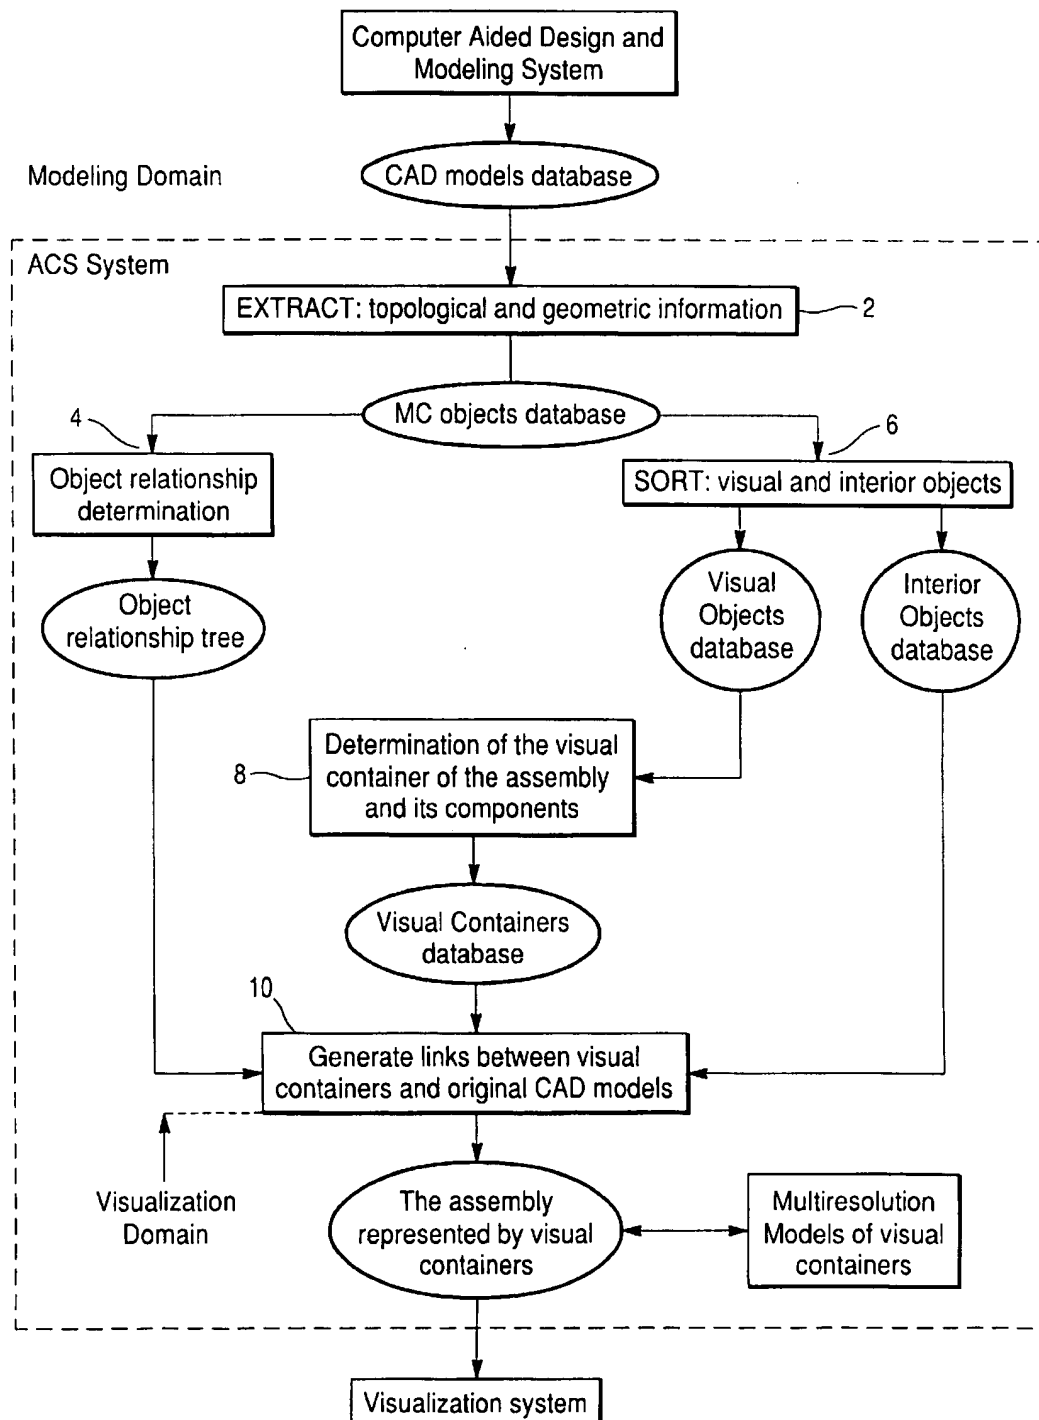 Computer Aided Design and
Modeling System
Modeling Domain
CAD models database
ACS System
EXTRACT: topological and geometric information
2
MC objects database
4
6
Object relationship
determination
SORT: visual and interior objects
Object
relationship tree
Visual
Objects
database
Interior
Objects
database
8
Determination of the visual
container of the assembly
and its components
Visual Containers
database
10
Generate links between visual
containers and original CAD models
Visualization
Domain
The assembly
represented by visual
containers
Multiresolution
Models of visual
containers
Visualization system